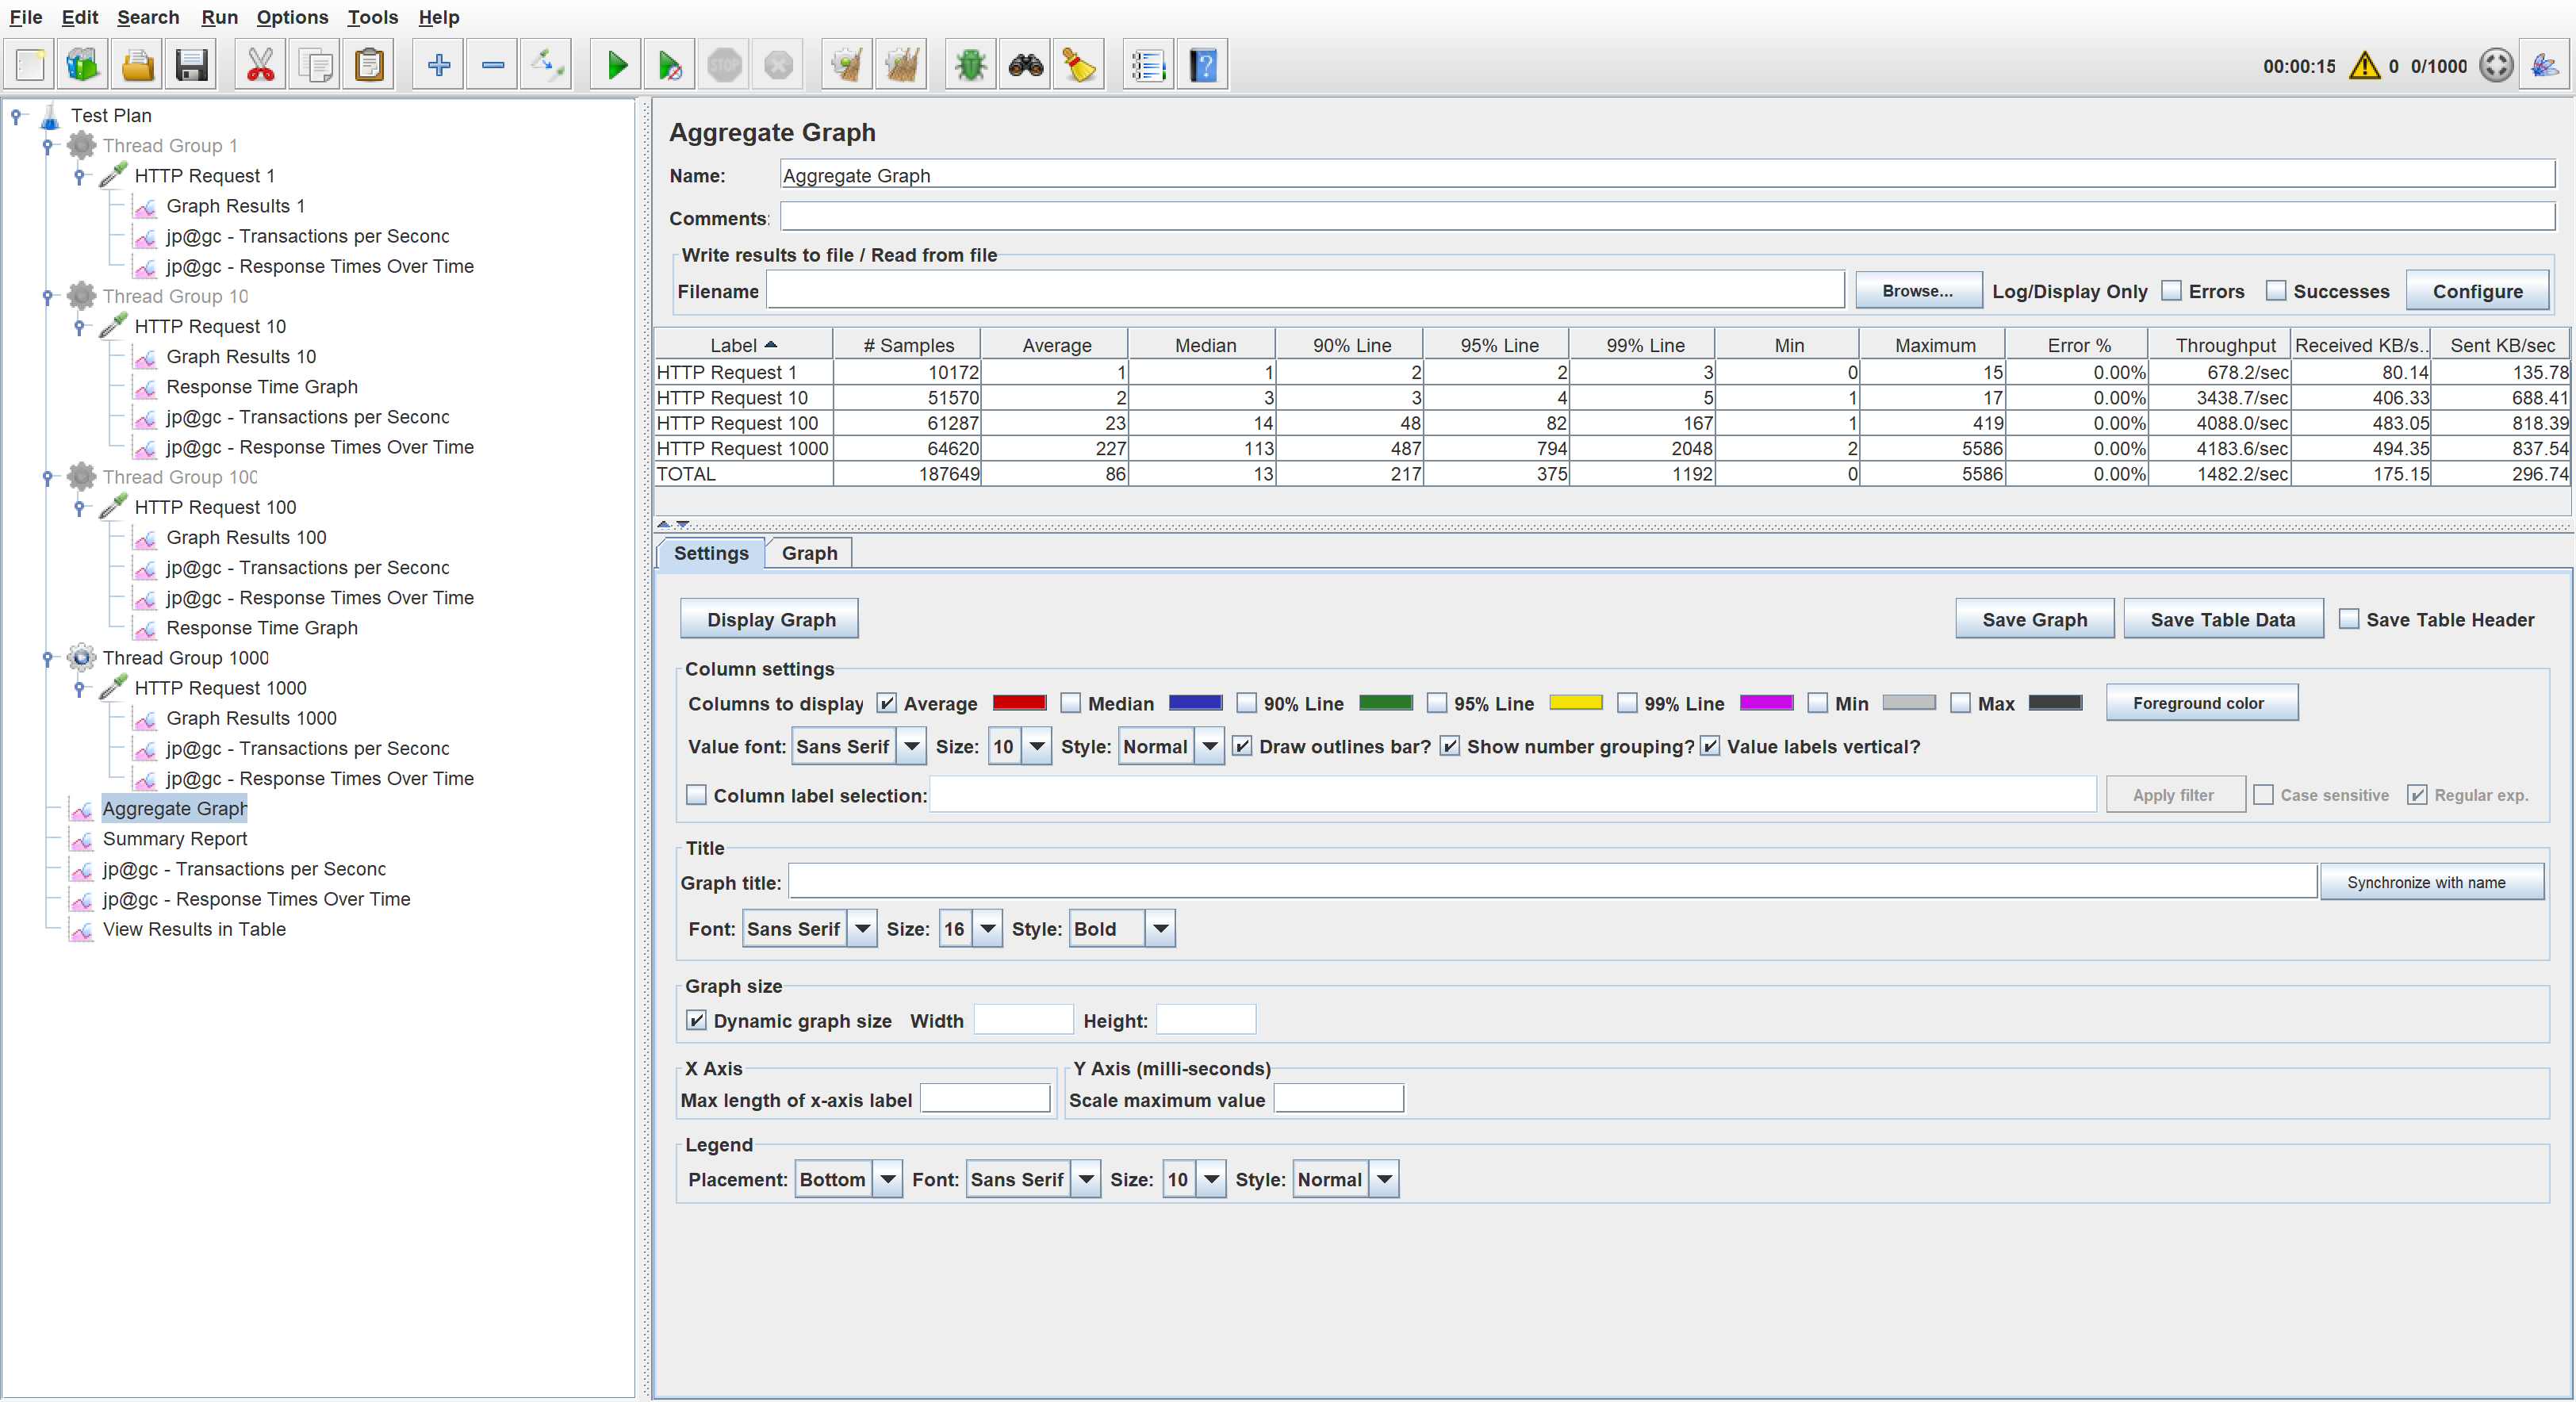 File Edit Search Run Options Tools Help
STOP
00:00:15 0 0/1000
Test Plan
Thread Group 1
HTTP Request 1
Graph Results 1
jp@gc - Transactions per Second
jp@gc - Response Times Over Time
Thread Group 10
HTTP Request 10
Graph Results 10
Response Time Graph
jp@gc - Transactions per Second
jp@gc - Response Times Over Time
Thread Group 100
HTTP Request 100
Graph Results 100
jp@gc - Transactions per Second
jp@gc - Response Times Over Time
Response Time Graph
Thread Group 1000
HTTP Request 1000
Graph Results 1000
jp@gc - Transactions per Second
jp@gc - Response Times Over Time
Aggregate Graph
Summary Report
jp@gc - Transactions per Second
jp@gc - Response Times Over Time
View Results in Table
Aggregate Graph
Name: Aggregate Graph
Comments:
Write results to file / Read from file
Filename Browse... Log/Display Only Errors Successes Configure
Label # Samples Average Median 90% Line 95% Line 99% Line Min Maximum Error % Throughput Received KB/s... Sent KB/sec
HTTP Request 1 10172 1 1 2 2 3 0 15 0.00% 678.2/sec 80.14 135.78
HTTP Request 10 51570 2 3 3 4 5 1 17 0.00% 3438.7/sec 406.33 688.41
HTTP Request 100 61287 23 14 48 82 167 1 419 0.00% 4088.0/sec 483.05 818.39
HTTP Request 1000 64620 227 113 487 794 2048 2 5586 0.00% 4183.6/sec 494.35 837.54
TOTAL 187649 86 13 217 375 1192 0 5586 0.00% 1482.2/sec 175.15 296.74
Settings Graph
Display Graph Save Graph Save Table Data Save Table Header
Column settings
Columns to display Average Median 90% Line 95% Line 99% Line Min Max Foreground color
Value font: Sans Serif Size: 10 Style: Normal Draw outlines bar? Show number grouping? Value labels vertical?
Column label selection: Apply filter Case sensitive Regular exp.
Title
Graph title: Synchronize with name
Font: Sans Serif Size: 16 Style: Bold
Graph size
Dynamic graph size Width Height:
X Axis Y Axis (milli-seconds)
Max length of x-axis label Scale maximum value
Legend
Placement: Bottom Font: Sans Serif Size: 10 Style: Normal